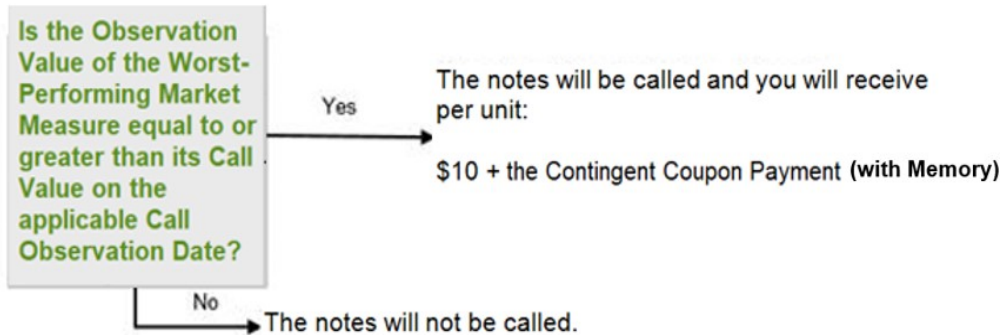 Is the Observation
Value of the Worst-
Performing Market
Measure equal to or
greater than its Call
Value on the
applicable Call
Observation Date?
Yes
The notes will be called and you will receive
per unit:
$10 + the Contingent Coupon Payment (with Memory)
No
The notes will not be called.